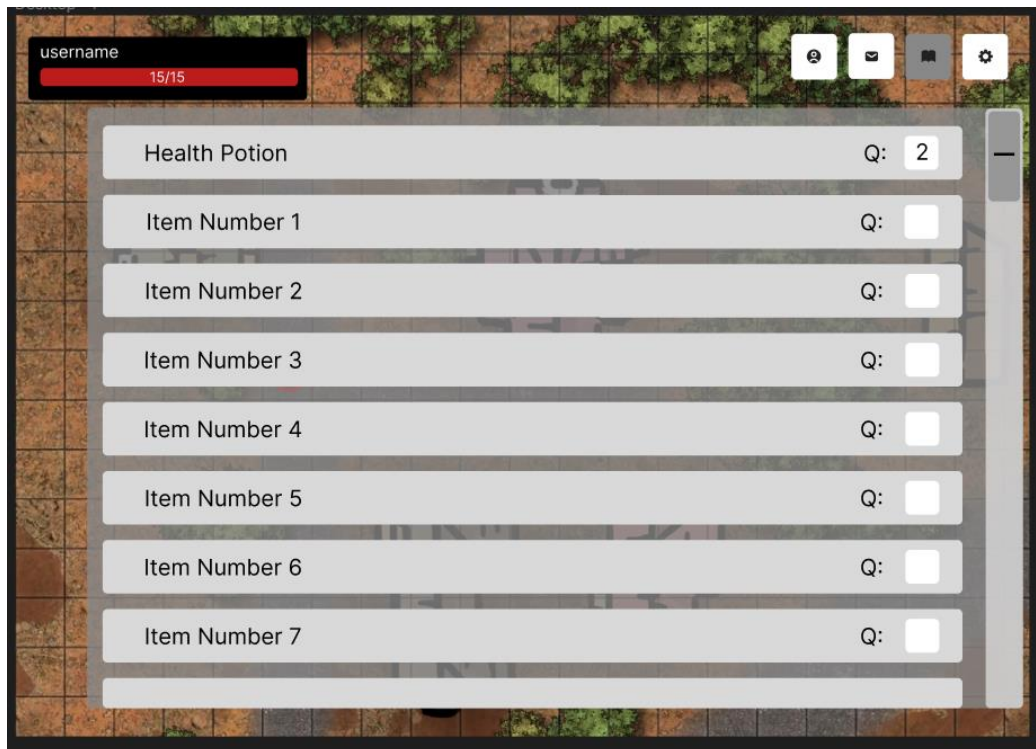 username
15/15
Health Potion Q: 2
Item Number 1 Q:
Item Number 2 Q:
Item Number 3 Q:
Item Number 4 Q:
Item Number 5 Q:
Item Number 6 Q:
Item Number 7 Q: